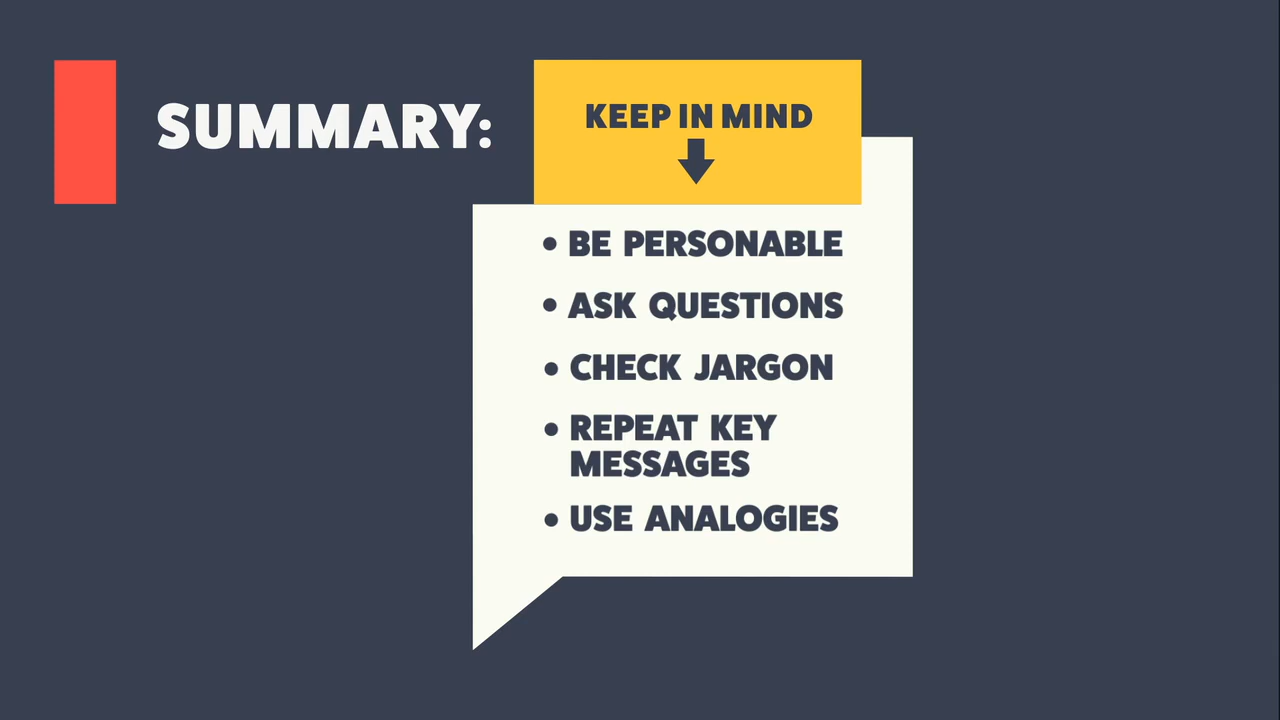 SUMMARY:
KEEP IN MIND
• BE PERSONABLE
• ASK QUESTIONS
• CHECK JARGON
• REPEAT KEY
MESSAGES
• USE ANALOGIES